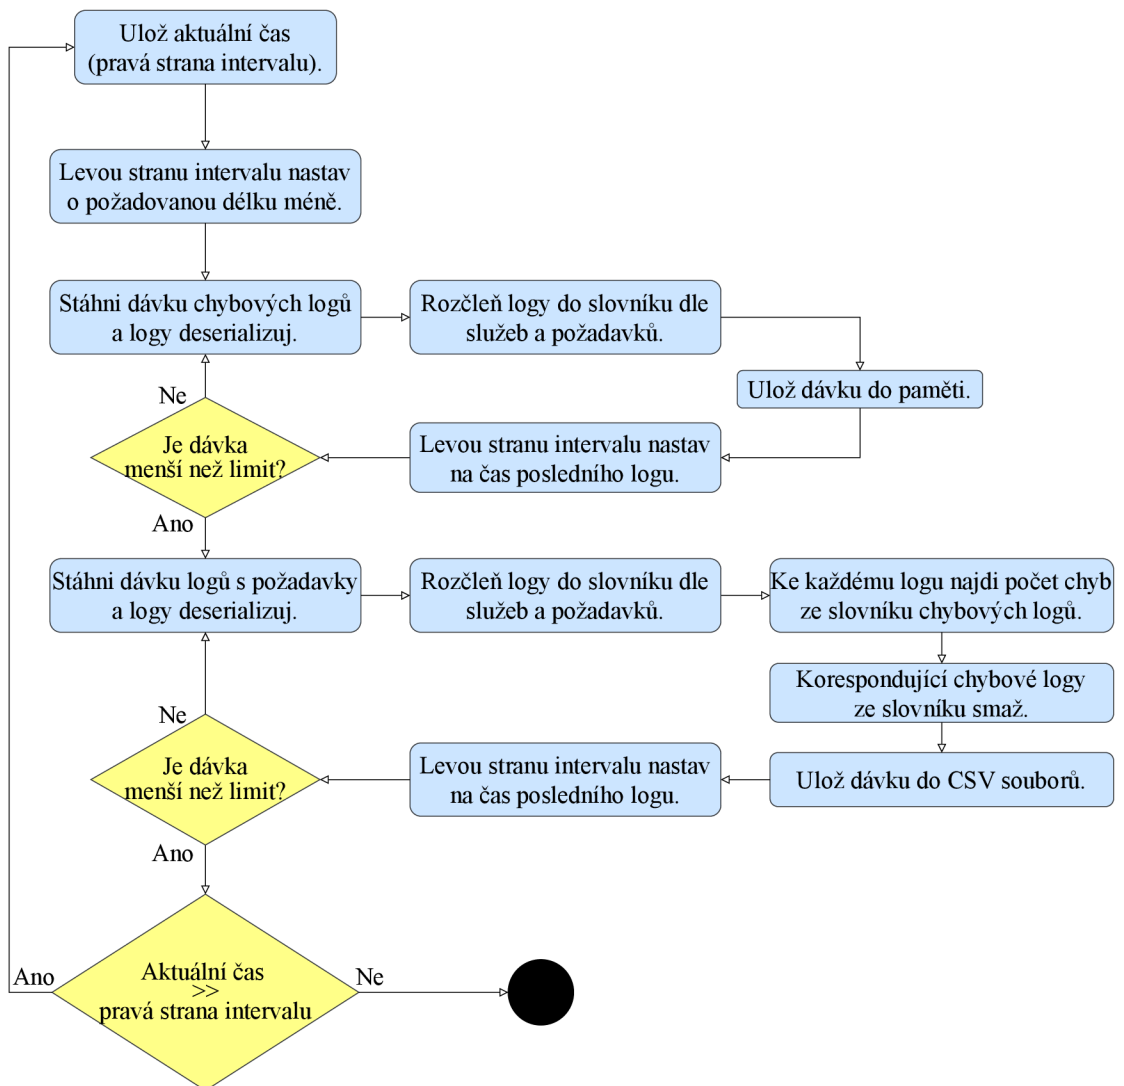 Ulož aktuální čas
(pravá strana intervalu).
Levou stranu intervalu nastav
o požadovanou délku méně.
Stáhni dávku chybových logů
a logy deserializuj.
Rozčleň logy do slovníku dle
služeb a požadavků.
Ulož dávku do paměti.
Levou stranu intervalu nastav
na čas posledního logu.
Ne
Je dávka
menší než limit?
Ano
Stáhni dávku logů s požadavky
a logy deserializuj.
Rozčleň logy do slovníku dle
služeb a požadavků.
Ke každému logu najdi počet chyb
ze slovníku chybových logů.
Korespondující chybové logy
ze slovníku smaž.
Ulož dávku do CSV souborů.
Levou stranu intervalu nastav
na čas posledního logu.
Ne
Je dávka
menší než limit?
Ano
Aktuální čas
>>
pravá strana intervalu
Ano
Ne